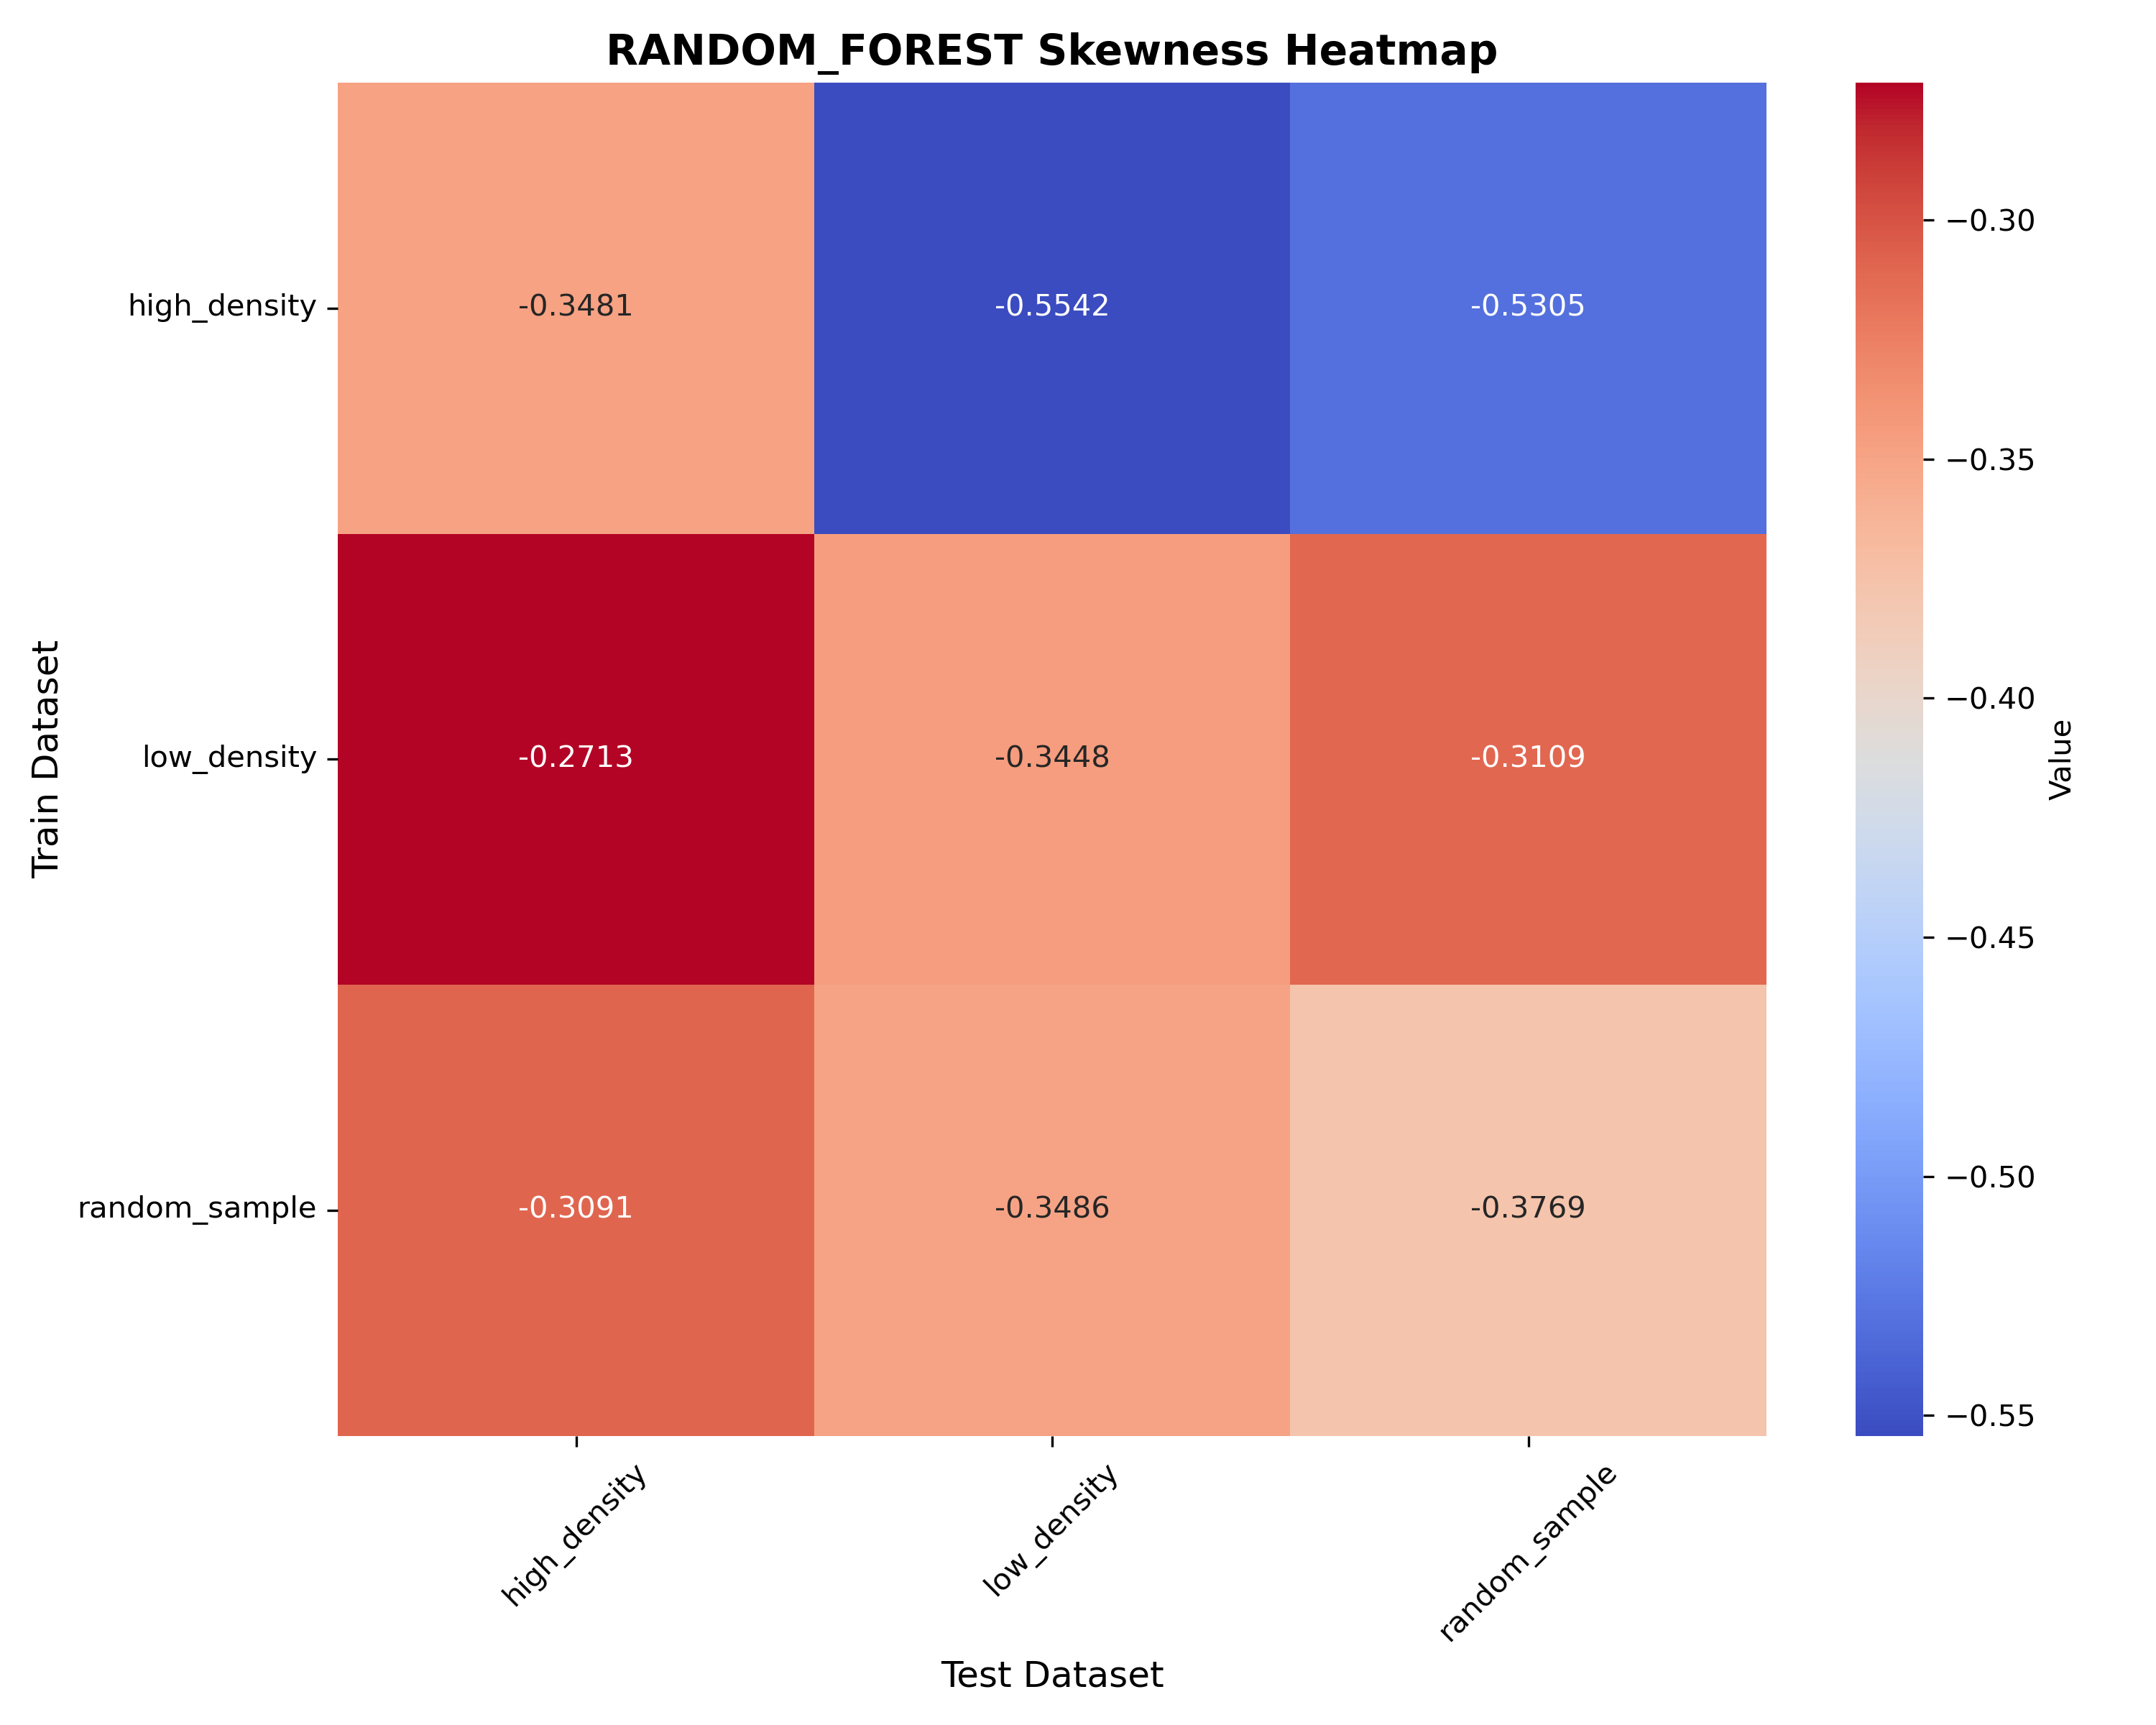 RANDOM_FOREST Skewness Heatmap
high_density
-0.3481
-0.5542
-0.5305
low_density
-0.2713
-0.3448
-0.3109
random_sample
-0.3091
-0.3486
-0.3769
Train Dataset
high_density
low_density
random_sample
Test Dataset
−0.30
−0.35
−0.40
−0.45
−0.50
−0.55
Value